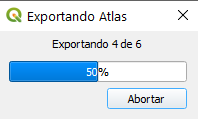 Exportando Atlas
Exportando 4 de 6
50%
Abortar